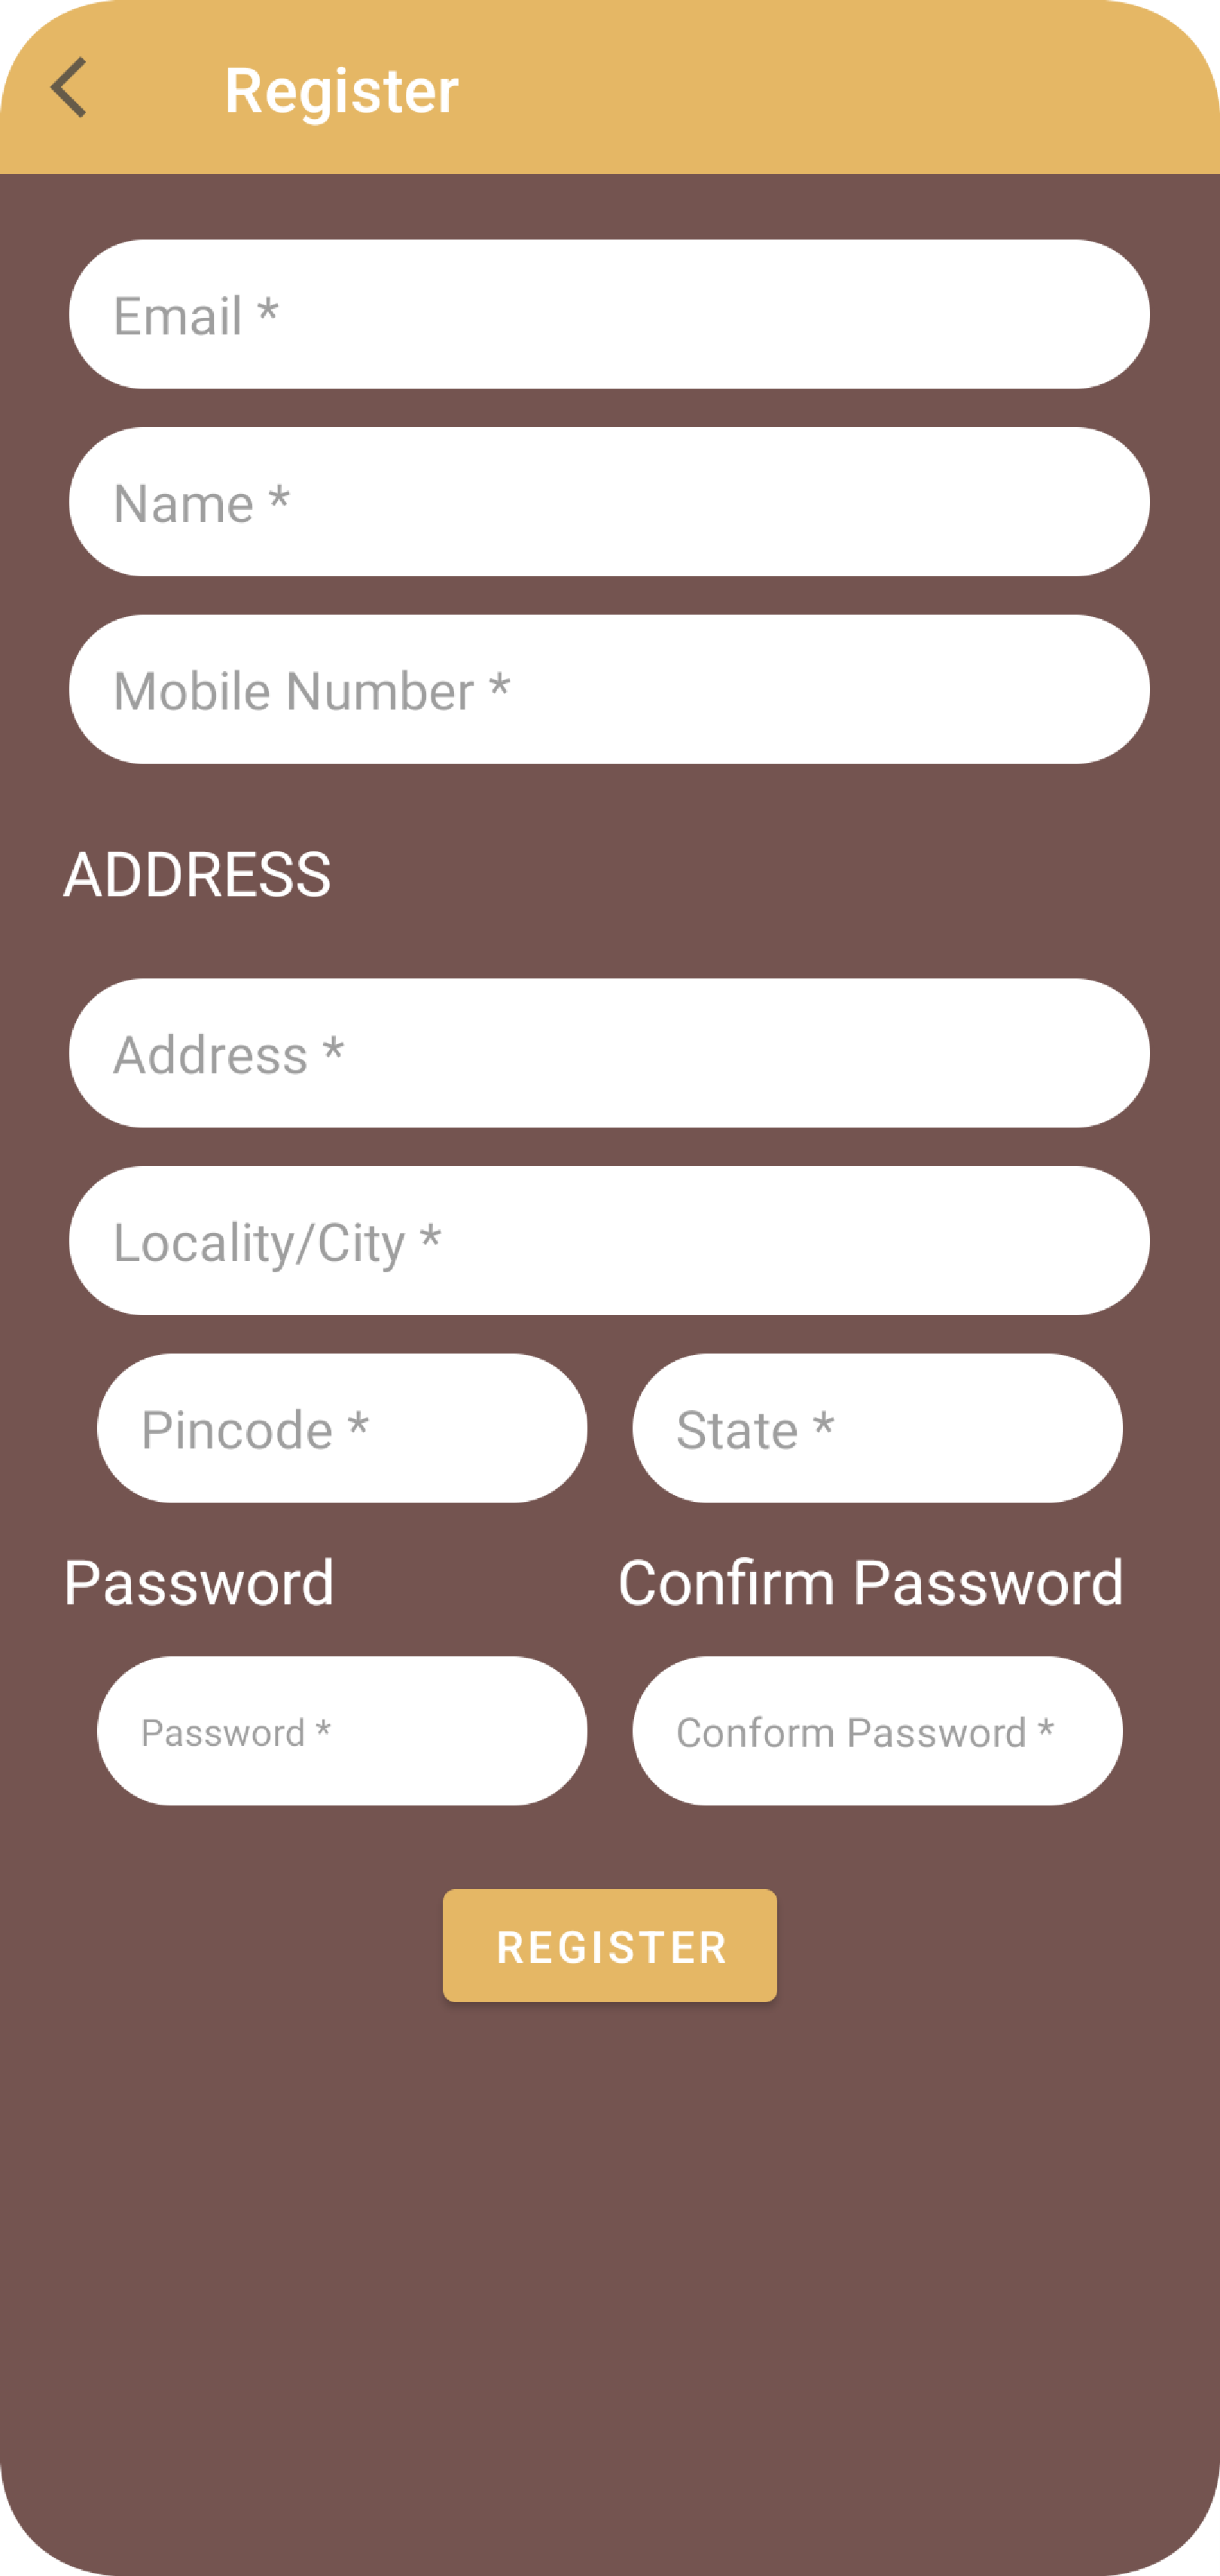 Register
Email *
Name *
Mobile Number *
ADDRESS
Address *
Locality/City *
Pincode * State *
Password Confirm Password
Password * Conform Password *
REGISTER